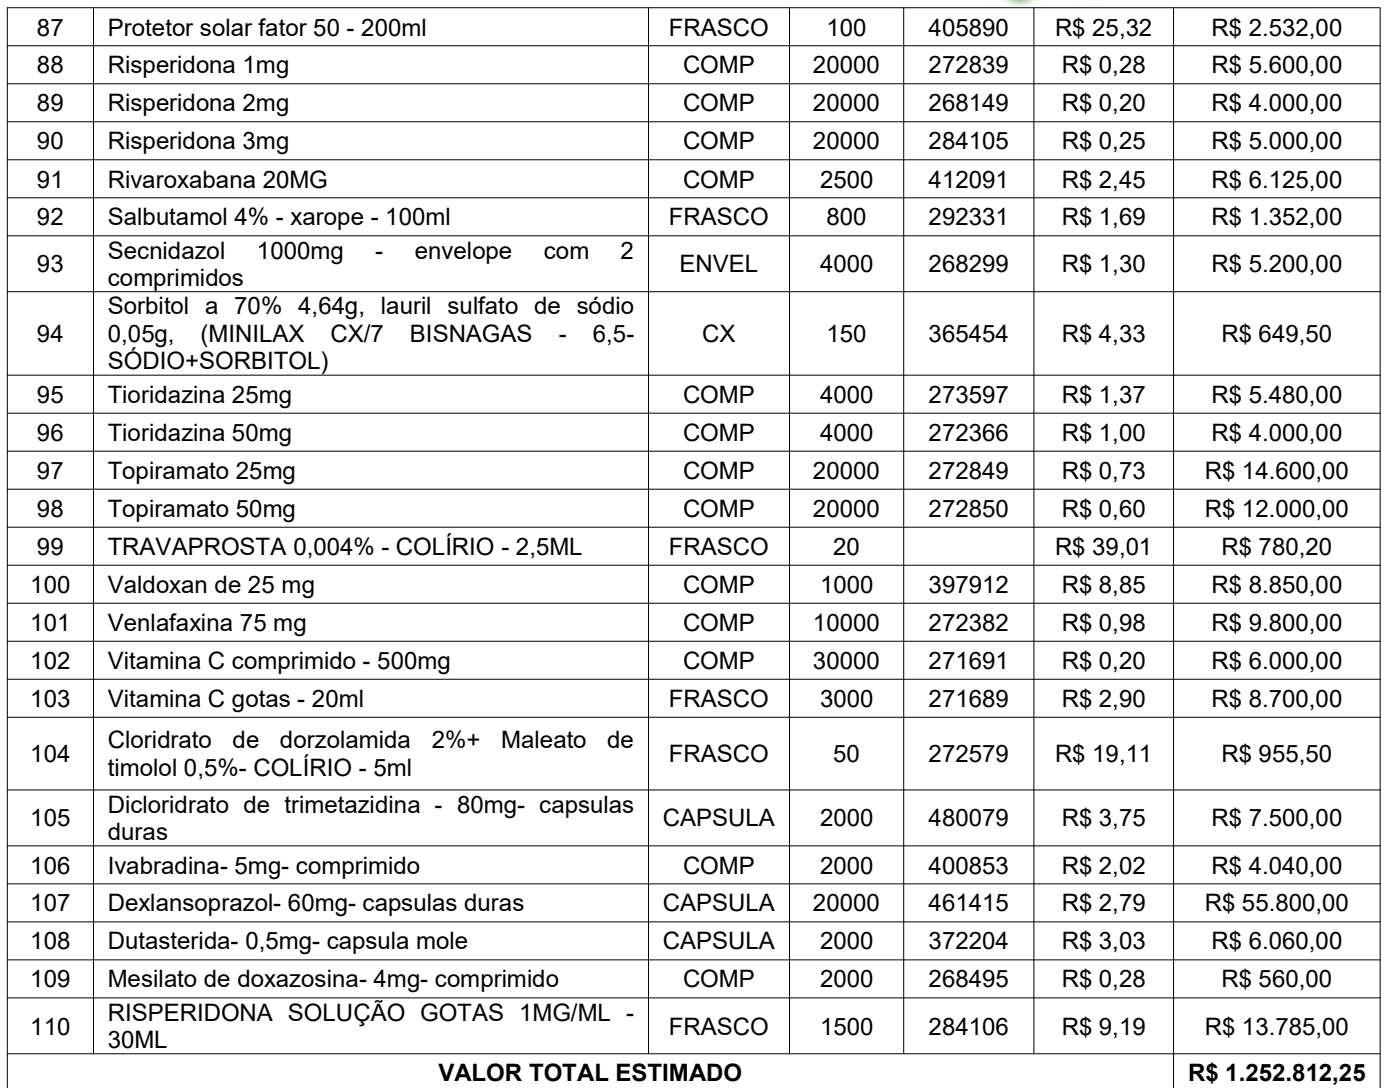 87 Protetor solar fator 50 - 200ml FRASCO 100 405890 R$ 25,32 R$ 2.532,00
88 Risperidona 1mg COMP 20000 272839 R$ 0,28 R$ 5.600,00
89 Risperidona 2mg COMP 20000 268149 R$ 0,20 R$ 4.000,00
90 Risperidona 3mg COMP 20000 284105 R$ 0,25 R$ 5.000,00
91 Rivaroxabana 20MG COMP 2500 412091 R$ 2,45 R$ 6.125,00
92 Salbutamol 4% - xarope - 100ml FRASCO 800 292331 R$ 1,69 R$ 1.352,00
93 Secnidazol 1000mg - envelope com 2
comprimidos ENVEL 4000 268299 R$ 1,30 R$ 5.200,00
Sorbitol a 70% 4,64g, lauril sulfato de sódio
94 0,05g, (MINILAX CX/7 BISNAGAS - 6,5- CX 150 365454 R$ 4,33 R$ 649,50
SÓDIO+SORBITOL)
95 Tioridazina 25mg COMP 4000 273597 R$ 1,37 R$ 5.480,00
96 Tioridazina 50mg COMP 4000 272366 R$ 1,00 R$ 4.000,00
97 Topiramato 25mg COMP 20000 272849 R$ 0,73 R$ 14.600,00
98 Topiramato 50mg COMP 20000 272850 R$ 0,60 R$ 12.000,00
99 TRAVAPROSTA 0,004% - COLÍRIO - 2,5ML FRASCO 20 R$ 39,01 R$ 780,20
100 Valdoxan de 25 mg COMP 1000 397912 R$ 8,85 R$ 8.850,00
101 Venlafaxina 75 mg COMP 10000 272382 R$ 0,98 R$ 9.800,00
102 Vitamina C comprimido - 500mg COMP 30000 271691 R$ 0,20 R$ 6.000,00
103 Vitamina C gotas - 20ml FRASCO 3000 271689 R$ 2,90 R$ 8.700,00
104 Cloridrato de dorzolamida 2%+ Maleato de
timolol 0,5%- COLÍRIO - 5ml FRASCO 50 272579 R$ 19,11 R$ 955,50
105 Dicloridrato de trimetazidina - 80mg- capsulas
duras CAPSULA 2000 480079 R$ 3,75 R$ 7.500,00
106 Ivabradina- 5mg- comprimido COMP 2000 400853 R$ 2,02 R$ 4.040,00
107 Dexlansoprazol- 60mg- capsulas duras CAPSULA 20000 461415 R$ 2,79 R$ 55.800,00
108 Dutasterida- 0,5mg- capsula mole CAPSULA 2000 372204 R$ 3,03 R$ 6.060,00
109 Mesilato de doxazosina- 4mg- comprimido COMP 2000 268495 R$ 0,28 R$ 560,00
110 RISPERIDONA SOLUÇÃO GOTAS 1MG/ML -
30ML FRASCO 1500 284106 R$ 9,19 R$ 13.785,00
VALOR TOTAL ESTIMADO R$ 1.252.812,25